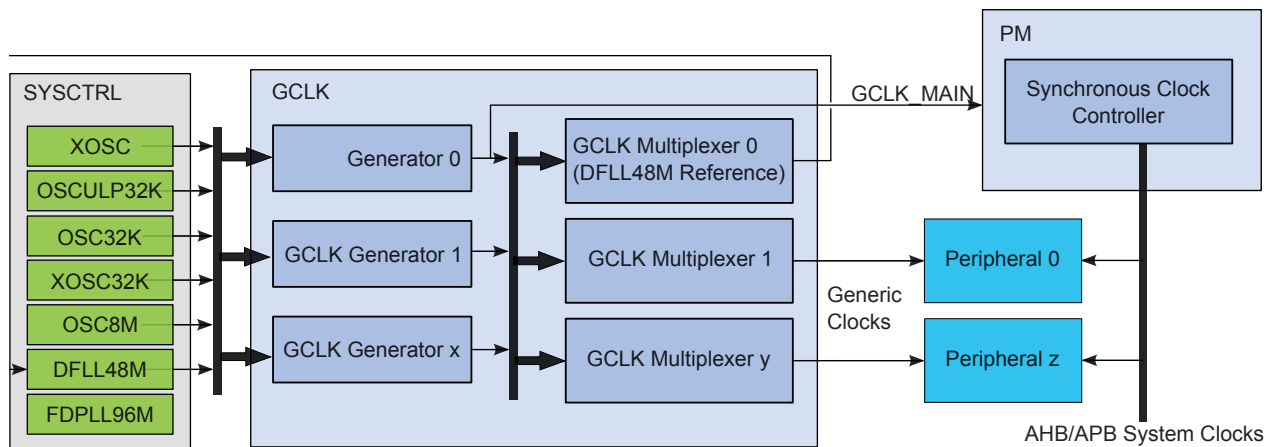 SYSCTRL
XOSC
OSCULP32K
OSC32K
XOSC32K
OSC8M
DFLL48M
FDPLL96M
GCLK
Generator 0
GCLK Generator 1
GCLK Generator x
GCLK Multiplexer 0
(DFLL48M Reference)
GCLK Multiplexer 1
GCLK Multiplexer y
GCLK_MAIN
Generic
Clocks
PM
Synchronous Clock
Controller
Peripheral 0
Peripheral z
AHB/APB System Clocks